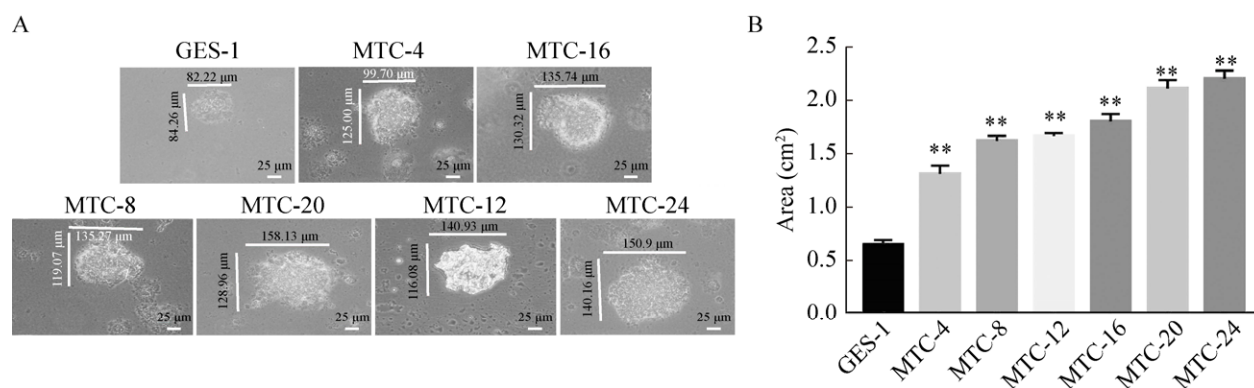 A
GES-1
MTC-4
MTC-16
82.22 μm
84.26 μm
25 μm
99.70 μm
125.00 μm
25 μm
135.74 μm
130.32 μm
25 μm
MTC-8
MTC-20
MTC-12
MTC-24
135.27 μm
119.07 μm
25 μm
158.13 μm
128.96 μm
25 μm
140.93 μm
116.08 μm
25 μm
150.9 μm
140.16 μm
25 μm
B
Area (cm²)
2.5
2.0
1.5
1.0
0.5
0.0
**
**
**
**
**
**
GES-1
MTC-4
MTC-8
MTC-12
MTC-16
MTC-20
MTC-24